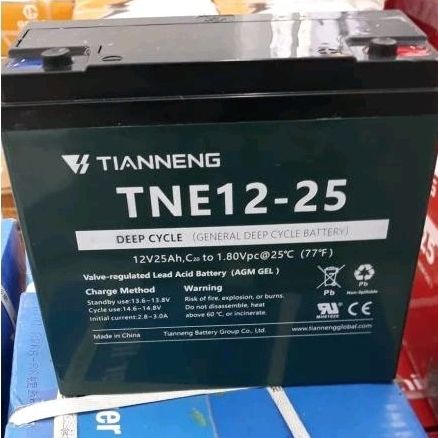 TIANNENG
TNE12-25
DEEP CYCLE (GENERAL DEEP CYCLE BATTERY)
12V25Ah,C₂₀ to 1.80Vpc@25℃ (77℉)
Valve-regulated Lead Acid Battery (AGM GEL)
Charge Method
Standby use:13.6~13.8V
Cycle use:14.6~14.8V
Initial current:2.8~3.0A
Warning
Risk of fire, explosion, or burns.
Do not disassemble, heat
above 60 ℃, or incinerate.
Pb
Pb
Non-Spillable
MH61929
www.tiannengglobal.com
Made in China
Tianneng Battery Group Co., Ltd.